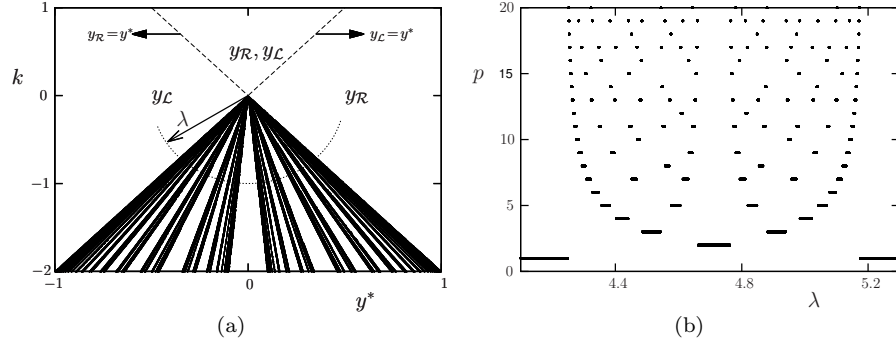 1
y_R = y*
y_L = y*
y_R, y_L
k
0
y_L
λ
y_R
−1
−2
−1
0
1
y*
(a)
20
p
15
10
5
0
4.4
4.8
5.2
λ
(b)